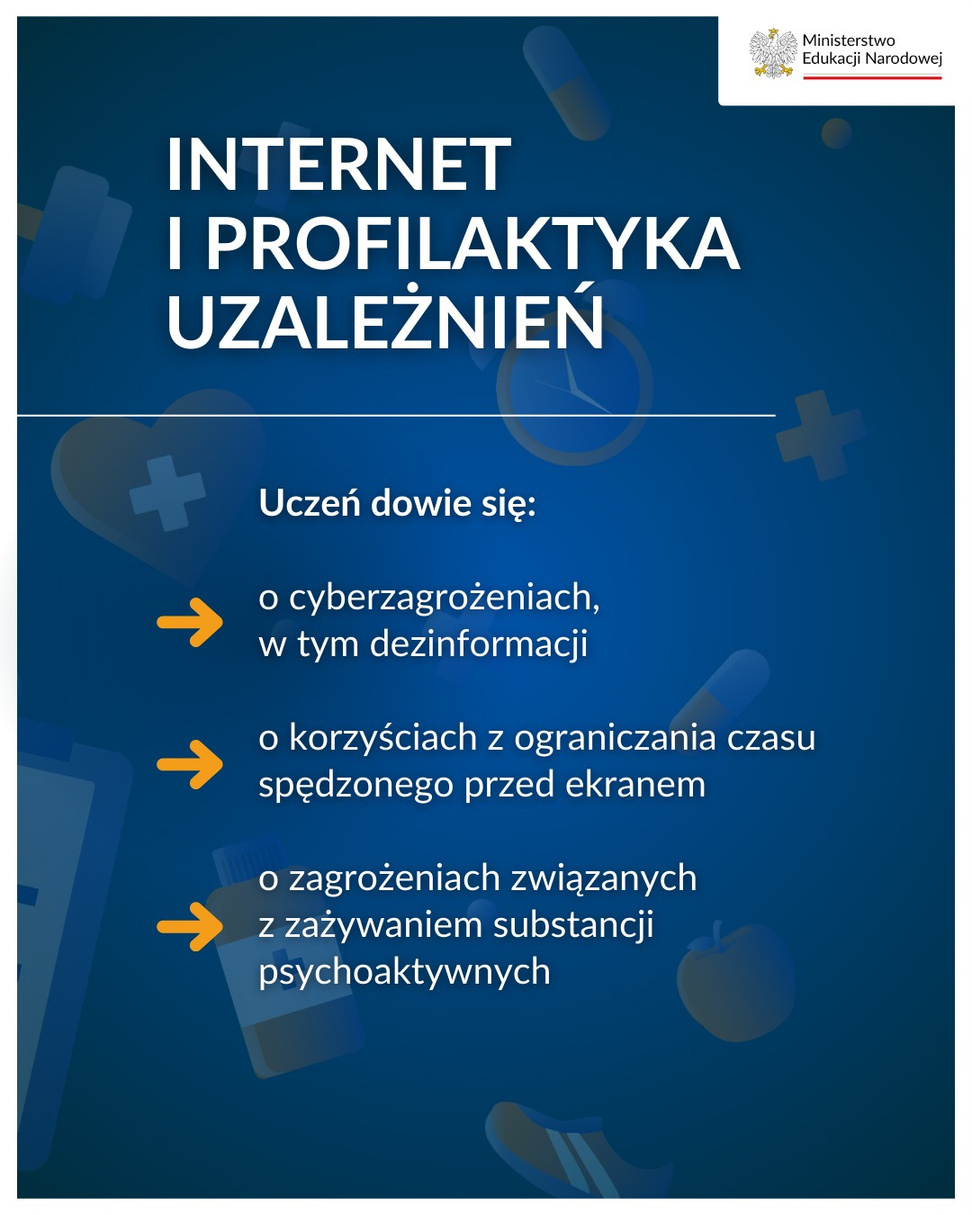 Ministerstwo
Edukacji Narodowej
INTERNET
I PROFILAKTYKA
UZALEŻNIEŃ
Uczeń dowie się:
o cyberzagrożeniach,
w tym dezinformacji
o korzyściach z ograniczania czasu
spędzonego przed ekranem
o zagrożeniach związanych
z zażywaniem substancji
psychoaktywnych